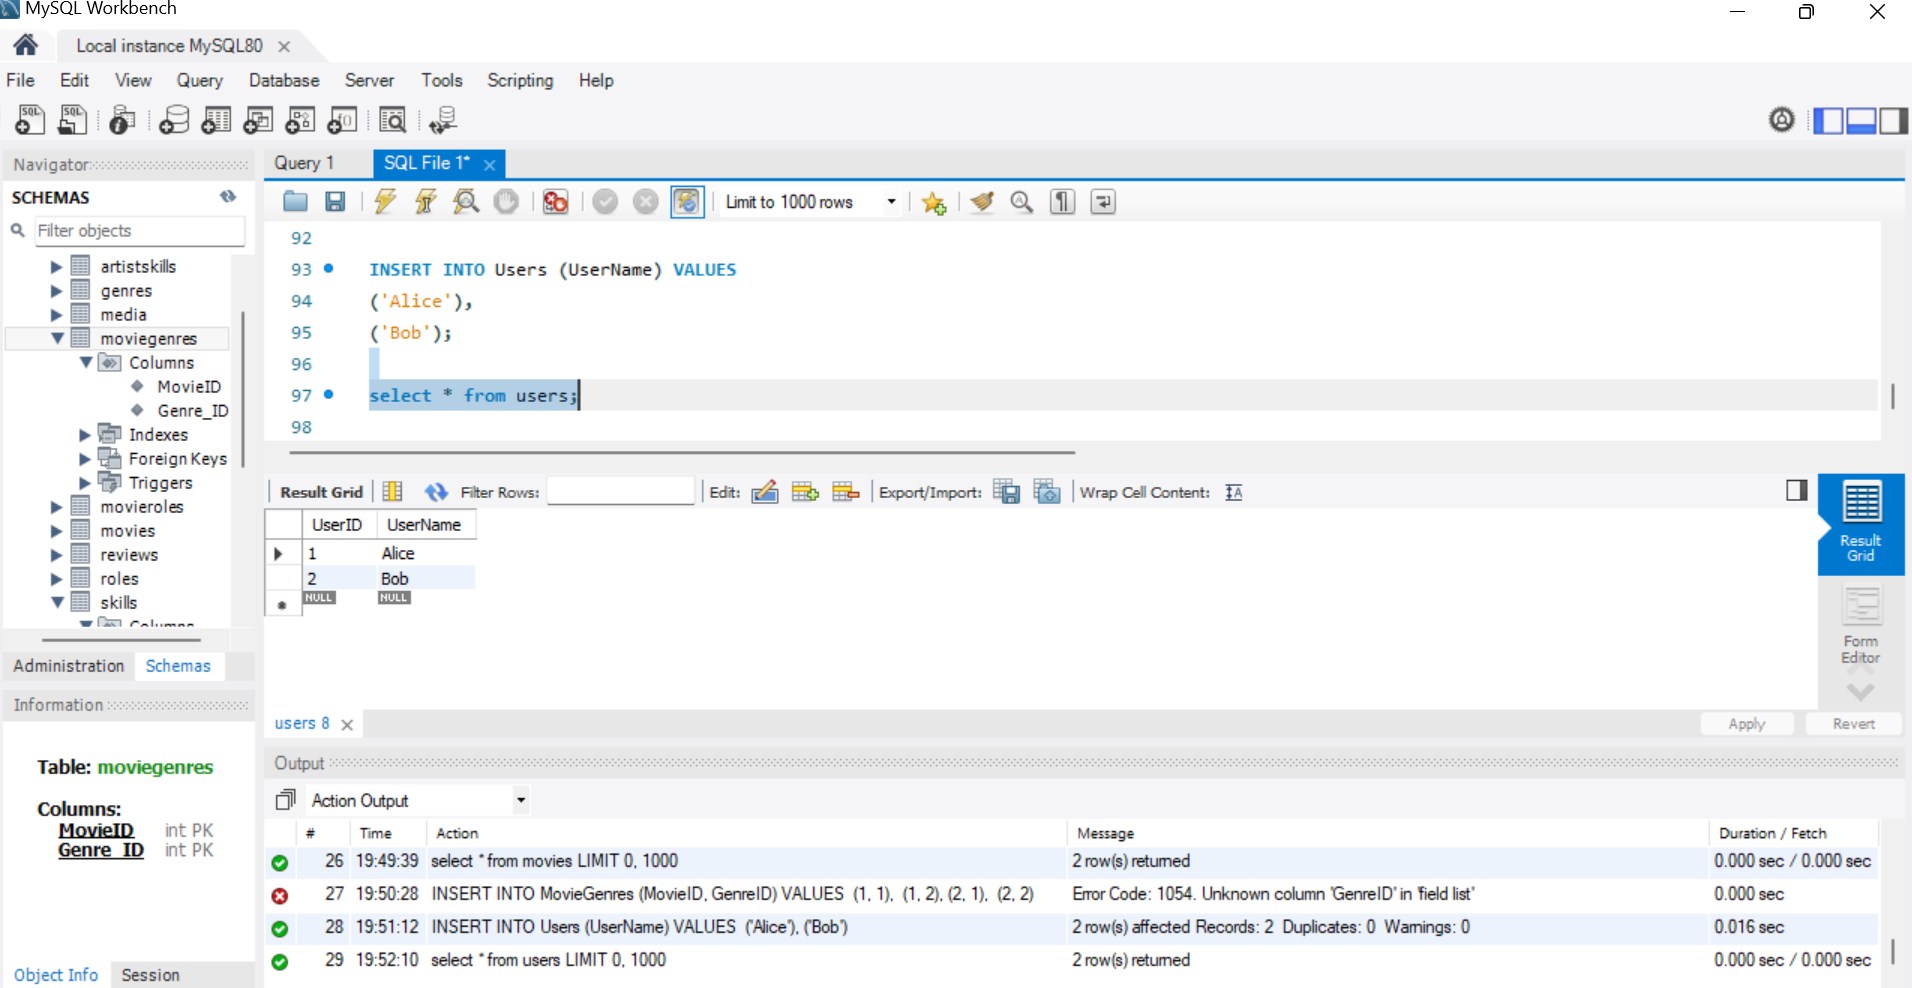 MySQL Workbench
Local instance MySQL80
File Edit View Query Database Server Tools Scripting Help
Navigator
SCHEMAS
Filter objects
artistskills
genres
media
moviegenres
Columns
MovieID
Genre_ID
Indexes
Foreign Keys
Triggers
movieroles
movies
reviews
roles
skills
Columns
Administration Schemas
Information
Table: moviegenres
Columns:
MovieID int PK
Genre_ID int PK
Object Info Session
Query 1 SQL File 1*
Limit to 1000 rows
92
93 INSERT INTO Users (UserName) VALUES
94 ('Alice'),
95 ('Bob');
96
97 select * from users;
98
Result Grid Filter Rows: Edit: Export/Import: Wrap Cell Content:
UserID UserName
1 Alice
2 Bob
NULL NULL
Result
Grid
Form
Editor
users 8
Apply Revert
Output
Action Output
# Time Action Message Duration / Fetch
26 19:49:39 select * from movies LIMIT 0, 1000 2 row(s) returned 0.000 sec / 0.000 sec
27 19:50:28 INSERT INTO MovieGenres (MovieID, GenreID) VALUES (1, 1), (1, 2), (2, 1), (2, 2) Error Code: 1054. Unknown column 'GenreID' in 'field list' 0.000 sec
28 19:51:12 INSERT INTO Users (UserName) VALUES ('Alice'), ('Bob') 2 row(s) affected Records: 2 Duplicates: 0 Warnings: 0 0.016 sec
29 19:52:10 select * from users LIMIT 0, 1000 2 row(s) returned 0.000 sec / 0.000 sec